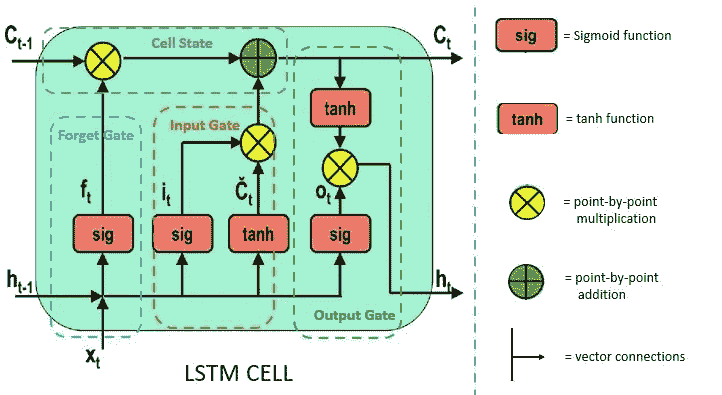 C_{t-1}
Cell State
C_t
sig
= Sigmoid function
tanh
tanh
= tanh function
Forget Gate
Input Gate
f_t
i_t
Č_t
o_t
= point-by-point
multiplication
sig
sig
tanh
sig
h_{t-1}
h_t
= point-by-point
addition
Output Gate
x_t
= vector connections
LSTM CELL